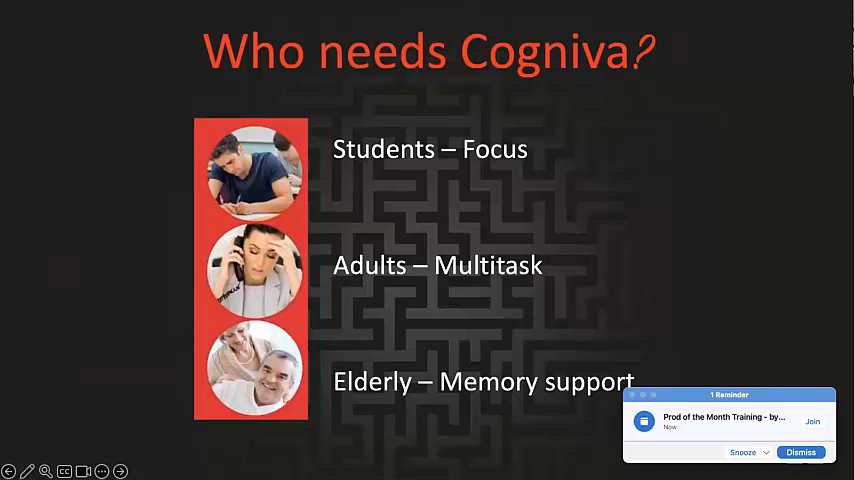 Who needs Cogniva?
Students – Focus
Adults – Multitask
Elderly – Memory support
1 Reminder
Prod of the Month Training - by...
Join
Now
Snooze
Dismiss
CC